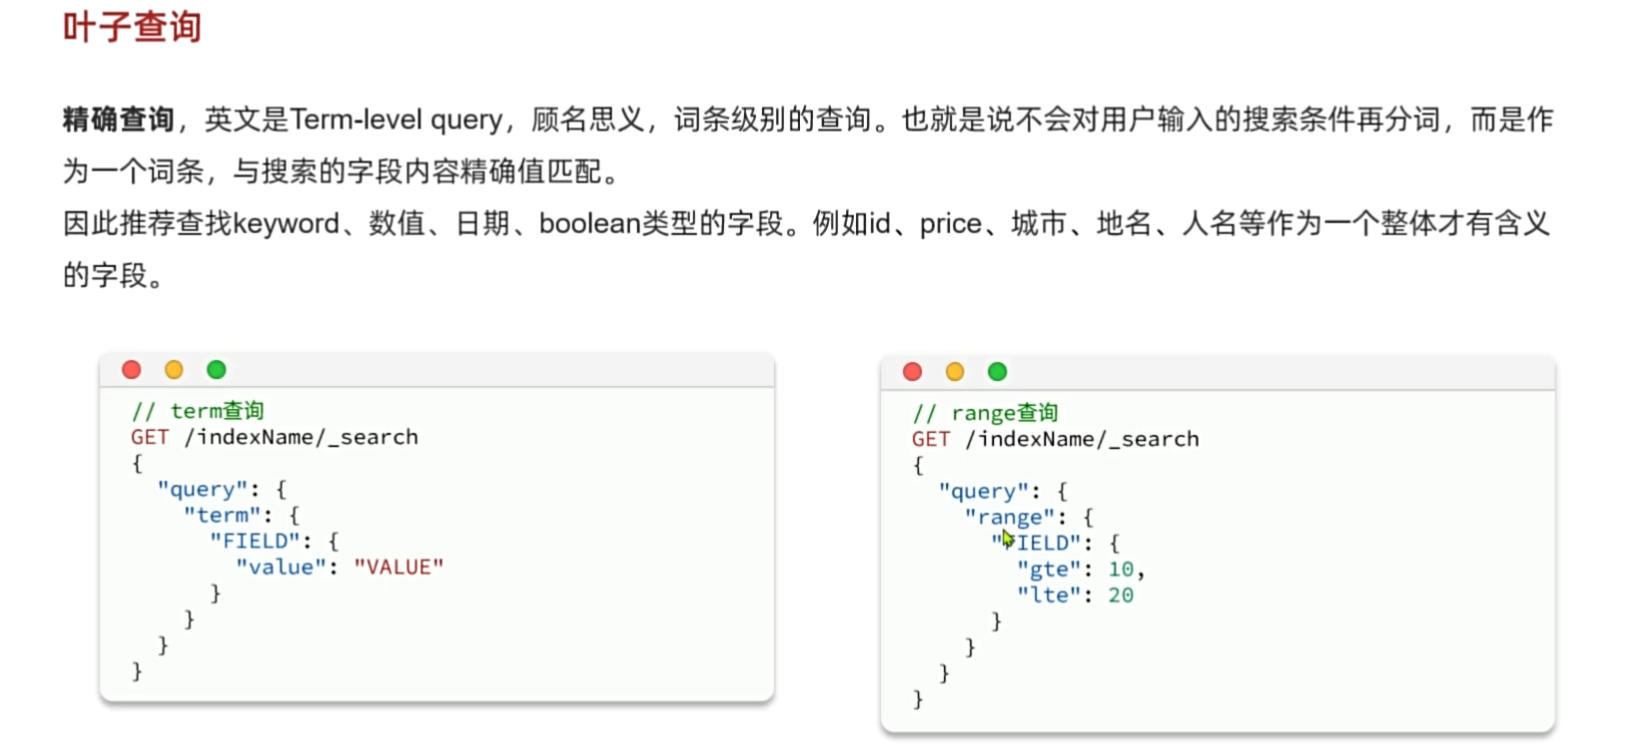 叶子查询
精确查询，英文是Term-level query，顾名思义，词条级别的查询。也就是说不会对用户输入的搜索条件再分词，而是作
为一个词条，与搜索的字段内容精确值匹配。
因此推荐查找keyword、数值、日期、boolean类型的字段。例如id、price、城市、地名、人名等作为一个整体才有含义
的字段。
// term查询
GET /indexName/_search
{
  "query": {
    "term": {
      "FIELD": {
        "value": "VALUE"
      }
    }
  }
}
// range查询
GET /indexName/_search
{
  "query": {
    "range": {
      "FIELD": {
        "gte": 10,
        "lte": 20
      }
    }
  }
}